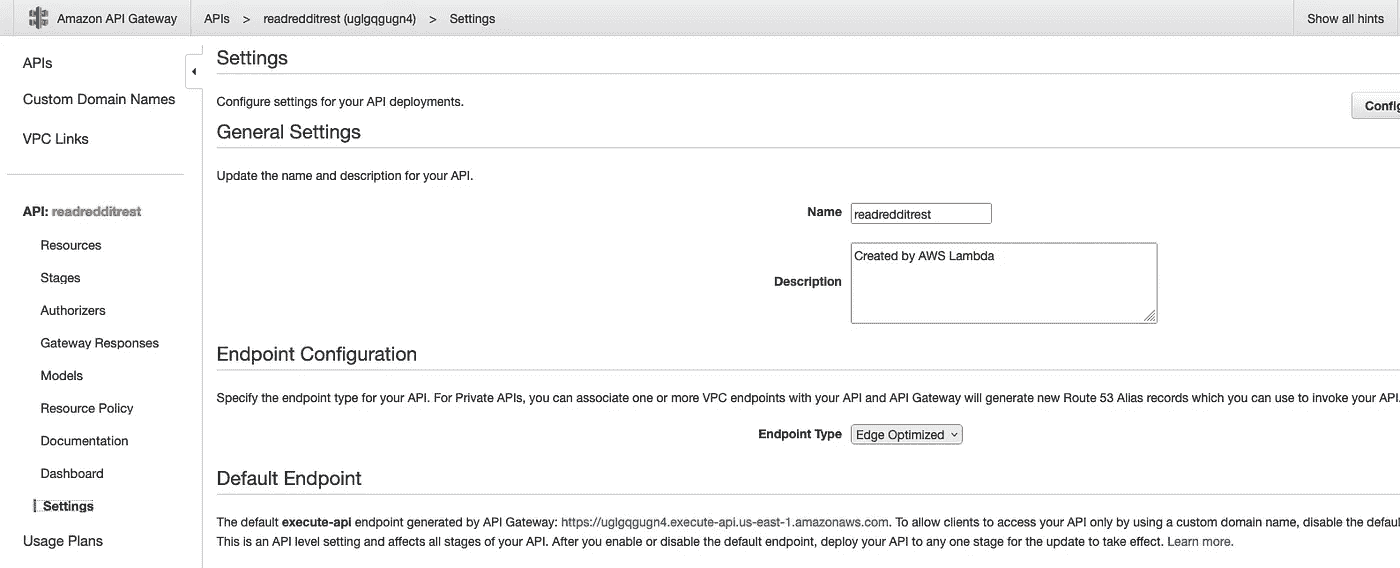 Amazon API Gateway APIs > readredditrest (uglgqgugn4) > Settings Show all hints
APIs
Custom Domain Names
VPC Links
API: readredditrest
Resources
Stages
Authorizers
Gateway Responses
Models
Resource Policy
Documentation
Dashboard
Settings
Usage Plans
Settings
Configure settings for your API deployments.
Config
General Settings
Update the name and description for your API.
Name readredditrest
Description Created by AWS Lambda
Endpoint Configuration
Specify the endpoint type for your API. For Private APIs, you can associate one or more VPC endpoints with your API and API Gateway will generate new Route 53 Alias records which you can use to invoke your API.
Endpoint Type Edge Optimized
Default Endpoint
The default execute-api endpoint generated by API Gateway: https://uglgqgugn4.execute-api.us-east-1.amazonaws.com. To allow clients to access your API only by using a custom domain name, disable the defau
This is an API level setting and affects all stages of your API. After you enable or disable the default endpoint, deploy your API to any one stage for the update to take effect. Learn more.